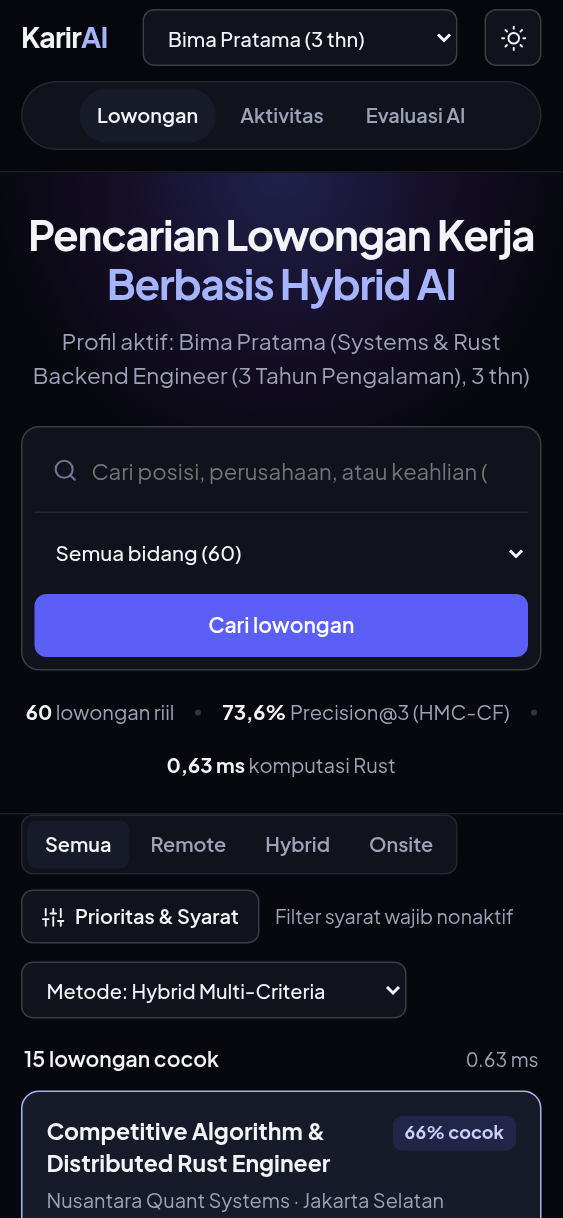 KarirAI
Bima Pratama (3 thn)
Lowongan Aktivitas Evaluasi AI
Pencarian Lowongan Kerja
Berbasis Hybrid AI
Profil aktif: Bima Pratama (Systems & Rust
Backend Engineer (3 Tahun Pengalaman), 3 thn)
Cari posisi, perusahaan, atau keahlian (
Semua bidang (60)
Cari lowongan
60 lowongan riil • 73,6% Precision@3 (HMC-CF) •
0,63 ms komputasi Rust
Semua Remote Hybrid Onsite
Prioritas & Syarat Filter syarat wajib nonaktif
Metode: Hybrid Multi-Criteria
15 lowongan cocok 0.63 ms
Competitive Algorithm & 66% cocok
Distributed Rust Engineer
Nusantara Quant Systems · Jakarta Selatan